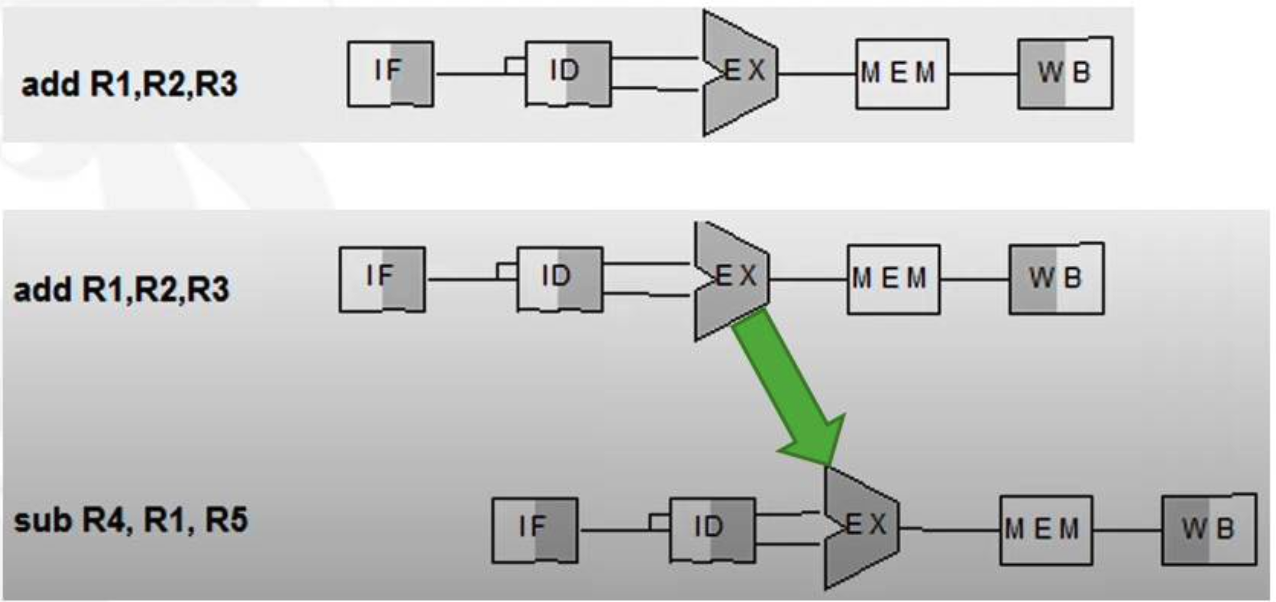 add R1,R2,R3 IF ID EX MEM WB
add R1,R2,R3 IF ID EX MEM WB
sub R4, R1, R5 IF ID EX MEM WB